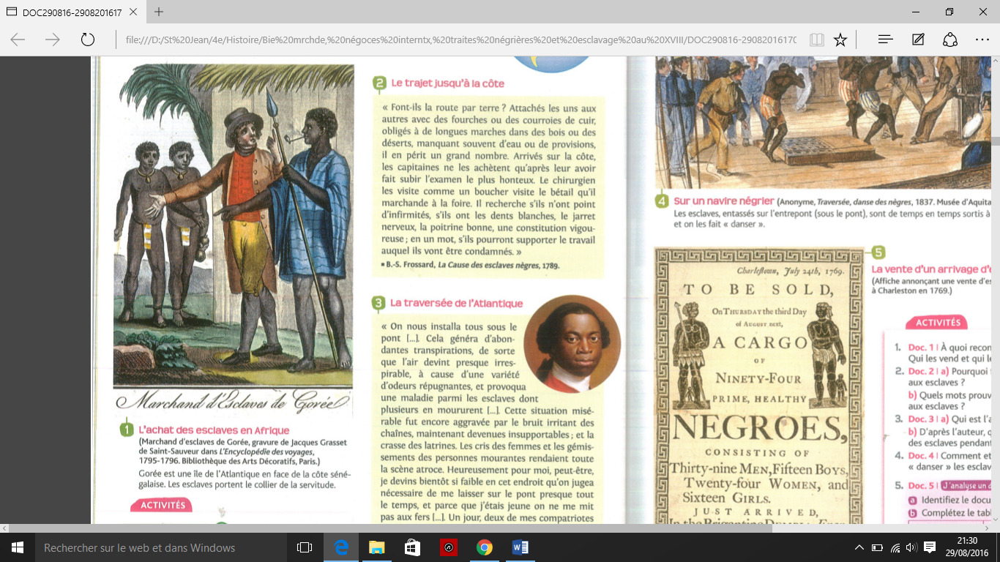 DOC290816-2908201617
file:///D:/St%20Jean/4e/Histoire/Bie%20mrchde,%20négoces%20interntx,%20traites%20négrières%20et%20esclavage%20au%20XVIII/DOC290816-29082016170
Marchand d'Esclaves de Gorée
1 L'achat des esclaves en Afrique
(Marchand d'esclaves de Gorée, gravure de Jacques Grasset
de Saint-Sauveur dans L'Encyclopédie des voyages,
1795-1796. Bibliothèque des Arts Décoratifs, Paris.)
Gorée est une île de l'Atlantique en face de la côte séné-
galaise. Les esclaves portent le collier de la servitude.
ACTIVITÉS
2 Le trajet jusqu'à la côte
« Font-ils la route par terre ? Attachés les uns aux
autres avec des fourches ou des courroies de cuir,
obligés à de longues marches dans des bois ou des
déserts, manquant souvent d'eau ou de provisions,
il en périt un grand nombre. Arrivés sur la côte,
les capitaines ne les achètent qu'après leur avoir
fait subir l'examen le plus honteux. Le chirurgien
les visite comme un boucher visite le bétail qu'il
marchande à la foire. Il recherche s'ils n'ont point
d'infirmités, s'ils ont les dents blanches, le jarret
nerveux, la poitrine bonne, une constitution vigou-
reuse ; en un mot, s'ils pourront supporter le travail
auquel ils vont être condamnés. »
▪ B.-S. Frossard, La Cause des esclaves nègres, 1789.
3 La traversée de l'Atlantique
« On nous installa tous sous le
pont [...]. Cela généra d'abon-
dantes transpirations, de sorte
que l'air devint presque irres-
pirable, à cause d'une variété
d'odeurs répugnantes, et provoqua
une maladie parmi les esclaves dont
plusieurs en moururent [...]. Cette situation misé-
rable fut encore aggravée par le bruit irritant des
chaînes, maintenant devenues insupportables ; et la
crasse des latrines. Les cris des femmes et les gémis-
sements des personnes mourantes rendaient toute
la scène atroce. Heureusement pour moi, peut-être,
je devins bientôt si faible en cet endroit qu'on jugea
nécessaire de me laisser sur le pont presque tout
le temps, et parce que j'étais jeune on ne me mit
pas aux fers [...]. Un jour, deux de mes compatriotes
4 Sur un navire négrier (Anonyme, Traversée, danse des nègres, 1837. Musée d'Aquita
Les esclaves, entassés sur l'entrepont (sous le pont), sont de temps en temps sortis à
et on les fait « danser ».
Charlestown, July 24th, 1769.
TO BE SOLD,
On THURSDAY the third Day
of AUGUST next,
A CARGO
OF
NINETY-FOUR
PRIME, HEALTHY
NEGROES,
CONSISTING OF
Thirty-nine MEN, Fifteen BOYS,
Twenty-four WOMEN, and
Sixteen GIRLS.
JUST ARRIVED,
In the Brigantine
5
La vente d'un arrivage d'e
(Affiche annonçant une vente d'es
à Charleston en 1769.)
ACTIVITÉS
1. Doc. 1 | À quoi recon
Qui les vend et qui le
2. Doc. 2 | a) Pourquoi
aux esclaves ?
b) Quels mots prouv
aux esclaves ?
3. Doc. 3 | a) Qui est l'a
b) D'après l'auteur, q
des esclaves pendant
4. Doc. 4 | Comment et
« danser » les esclav
5. Doc. 5 | J'analyse un d
a Identifiez le docu
b Complétez le tabl
Rechercher sur le web et dans Windows
21:30
29/08/2016